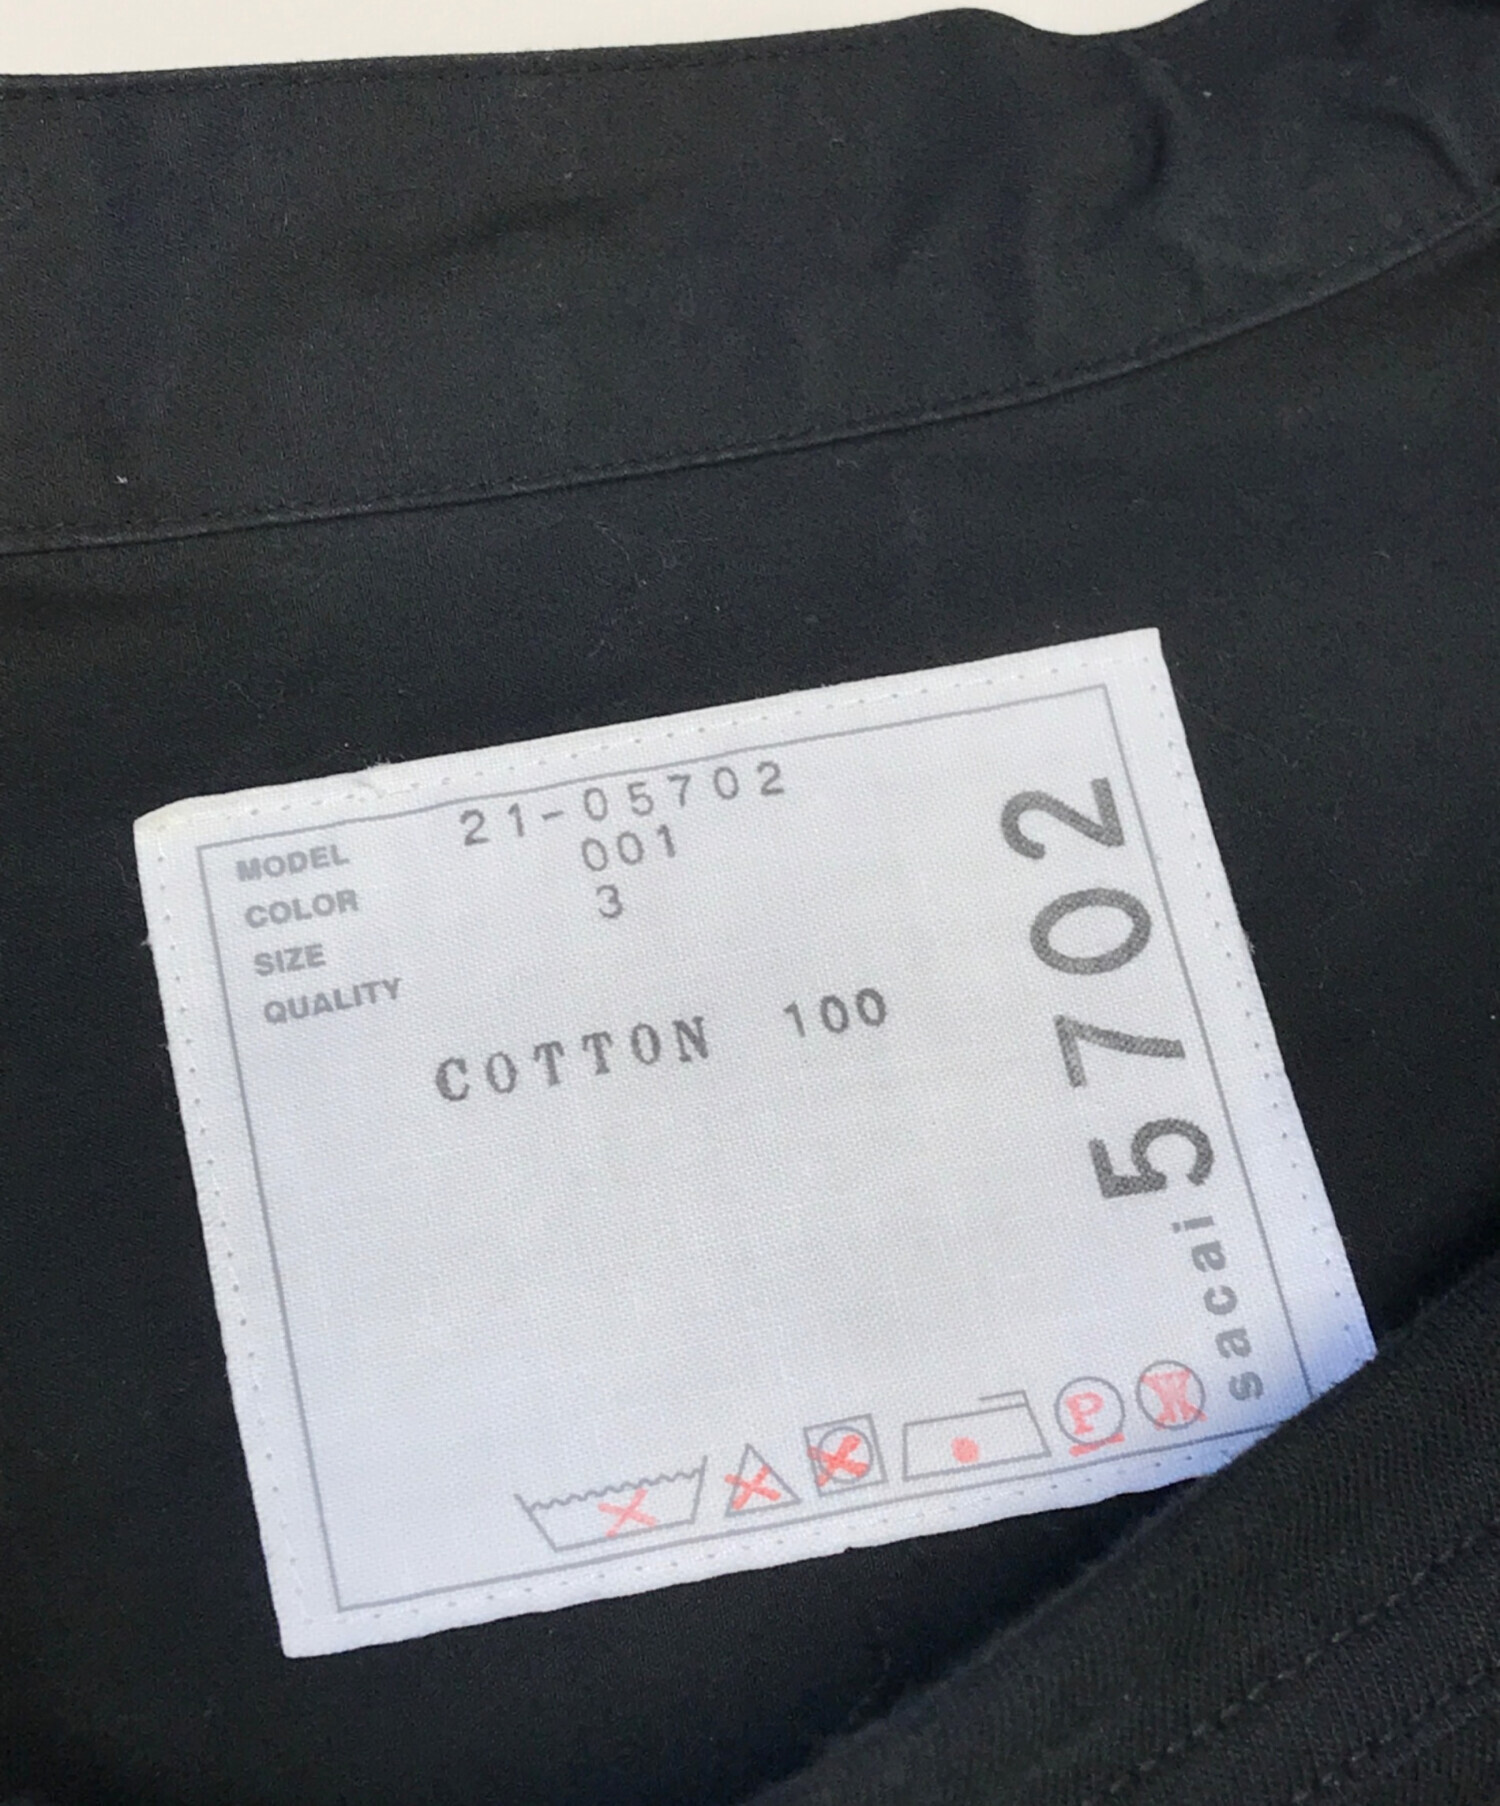 MODEL 21-05702
COLOR 001
SIZE 3
QUALITY
COTTON 100
sacai 5702
P
W